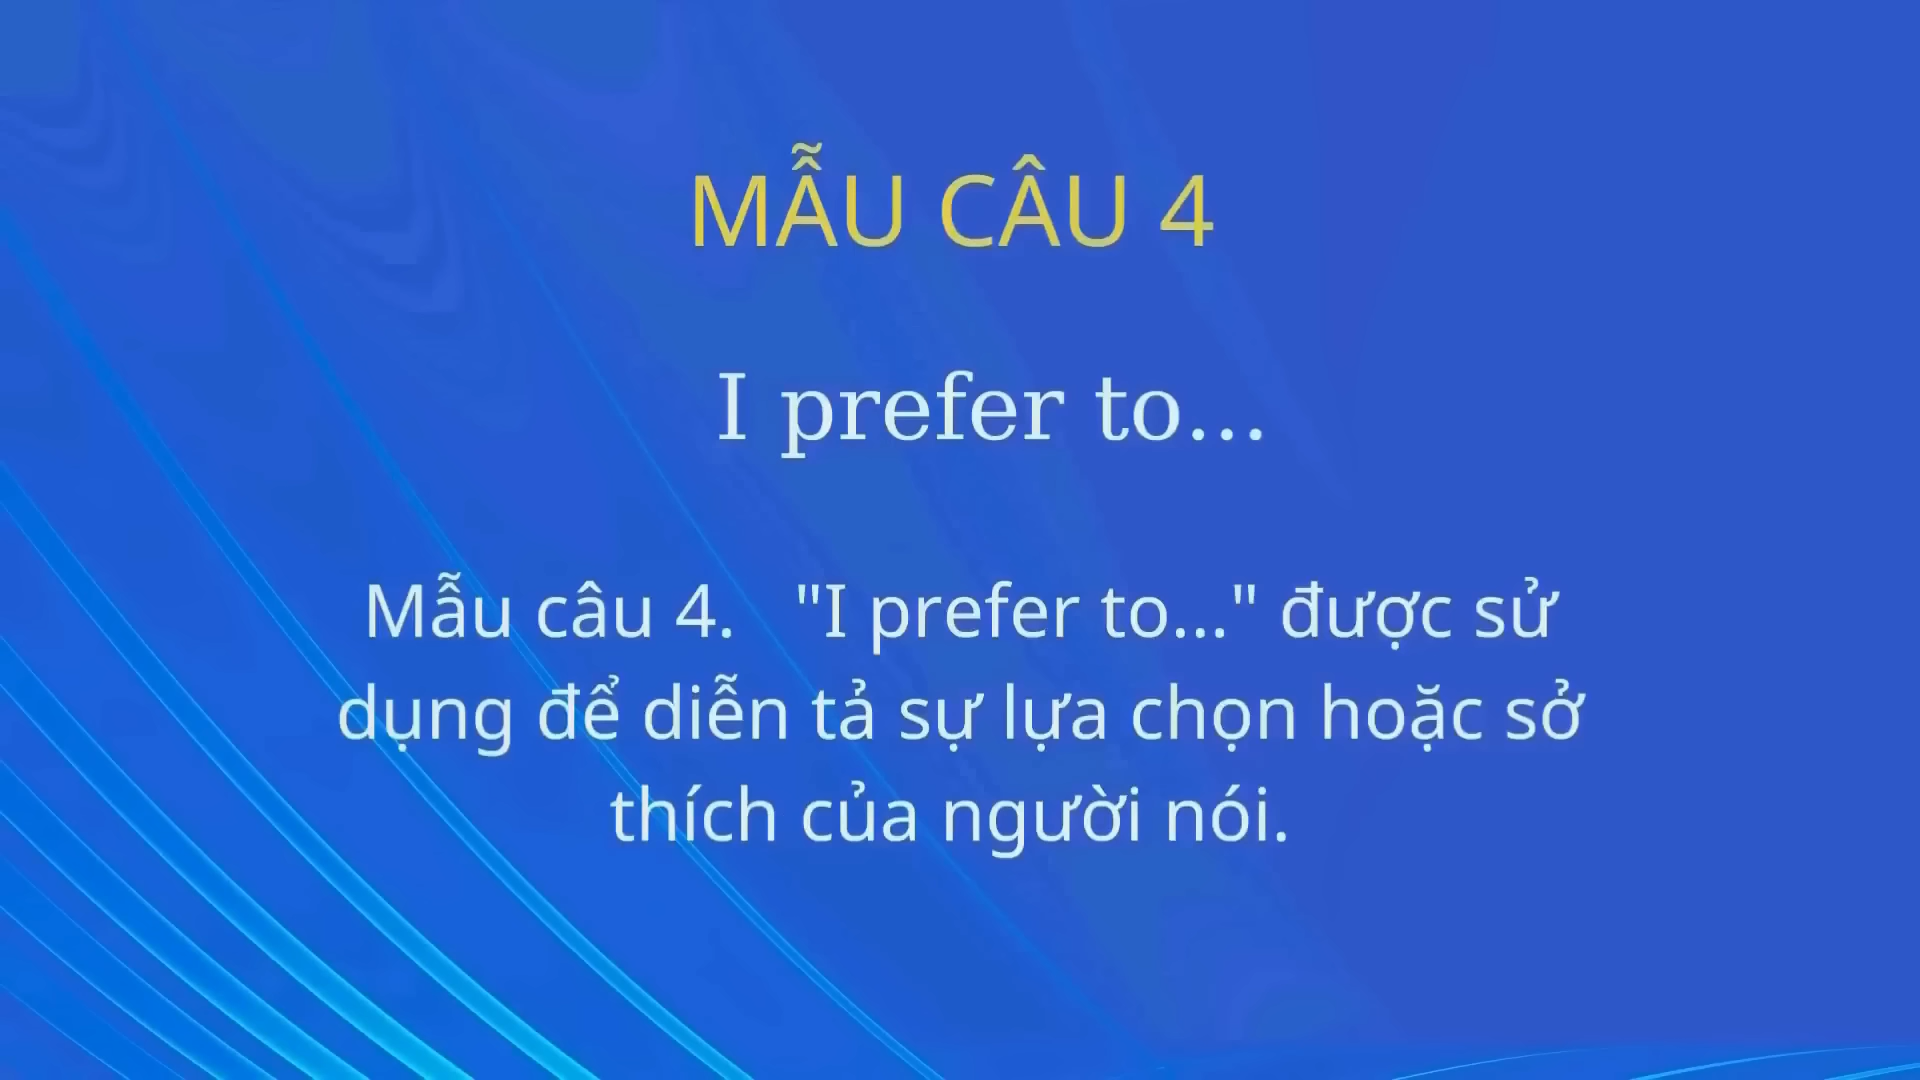 MẪU CÂU 4
I prefer to...
Mẫu câu 4.   "I prefer to..." được sử
dụng để diễn tả sự lựa chọn hoặc sở
thích của người nói.